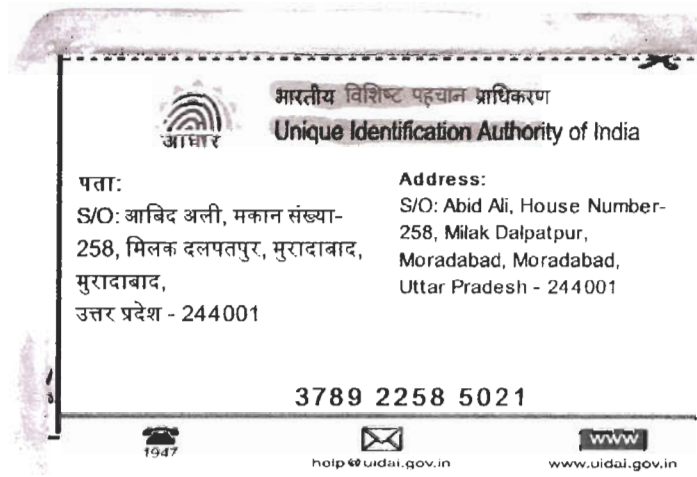 भारतीय विशिष्ट पहचान प्राधिकरण
Unique Identification Authority of India
आधार
पता:
S/O: आबिद अली, मकान संख्या-
258, मिलक दलपतपुर, मुरादाबाद,
मुरादाबाद,
उत्तर प्रदेश - 244001
Address:
S/O: Abid Ali, House Number-
258, Milak Dalpatpur,
Moradabad, Moradabad,
Uttar Pradesh - 244001
3789 2258 5021
1947
help@uidai.gov.in
www
www.uidai.gov.in